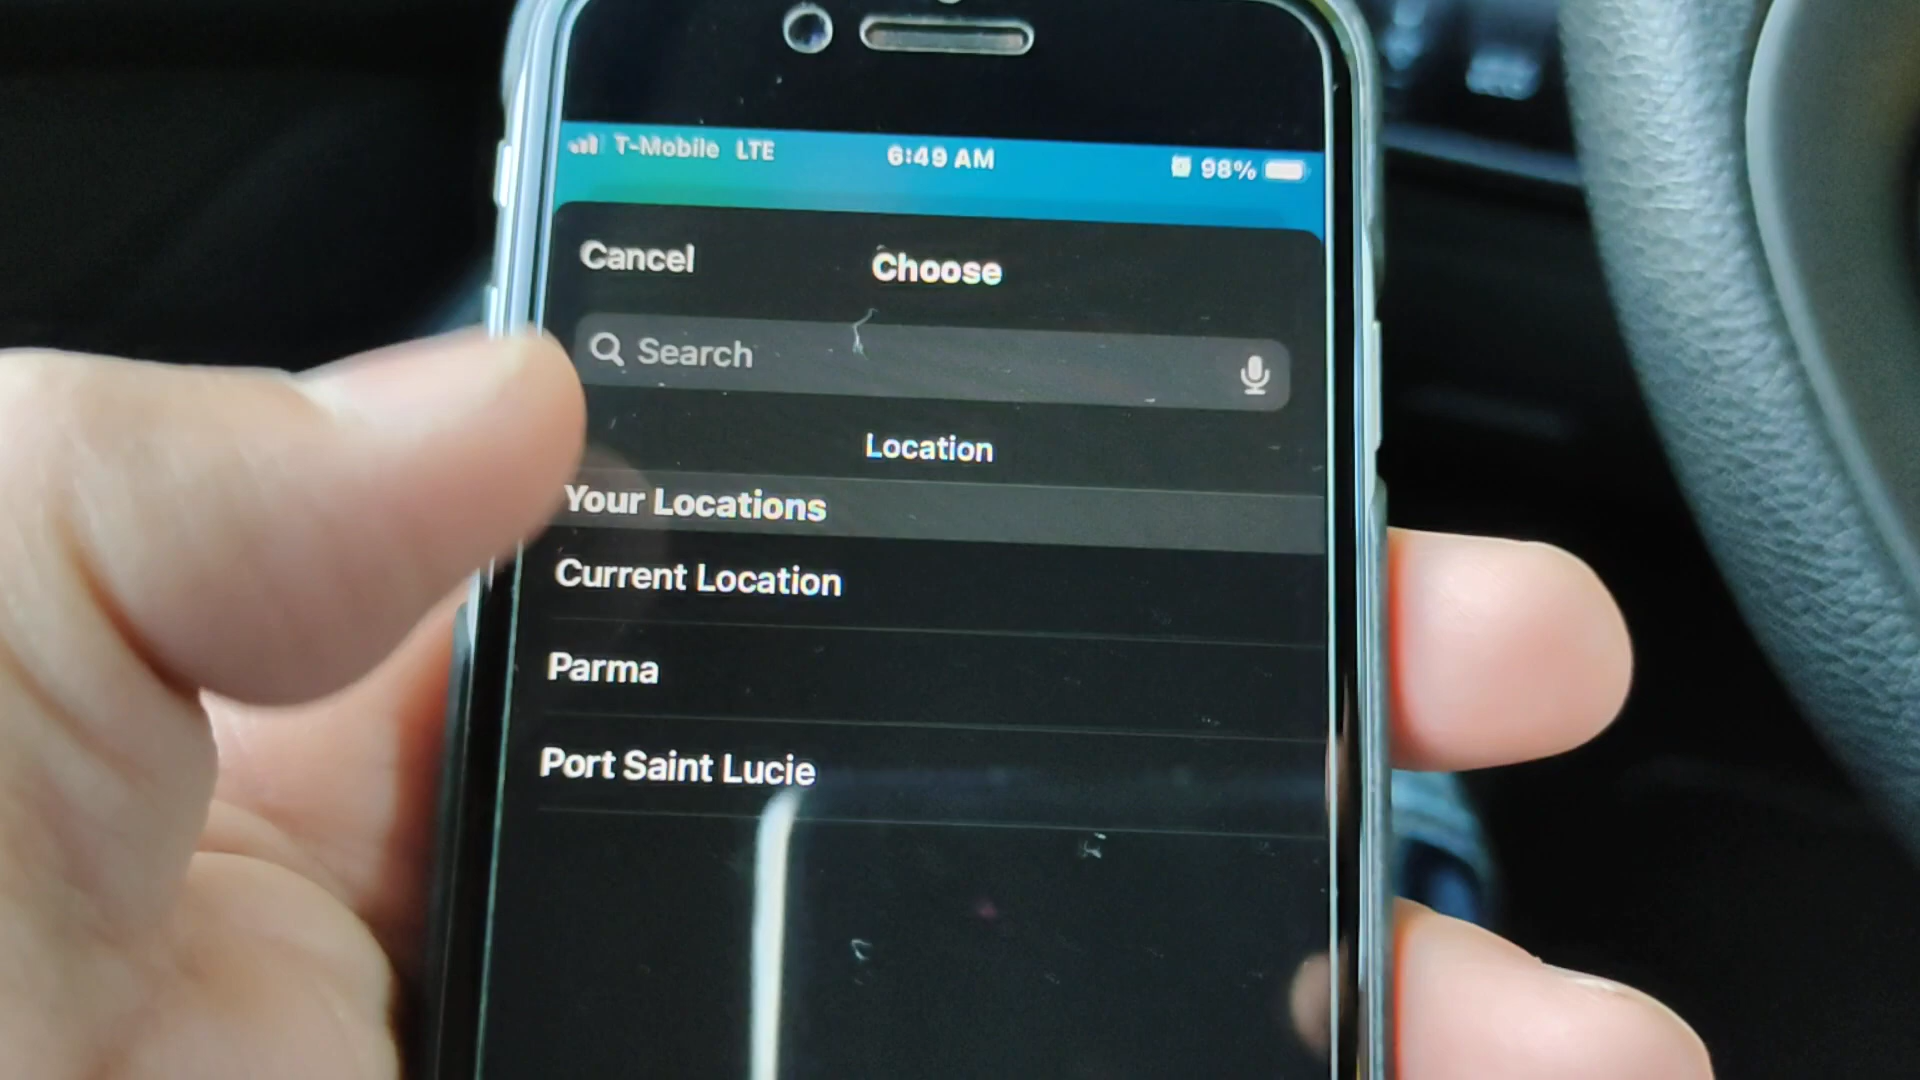 T-Mobile LTE 6:49 AM 98%
Cancel Choose
Search
Location
Your Locations
Current Location
Parma
Port Saint Lucie